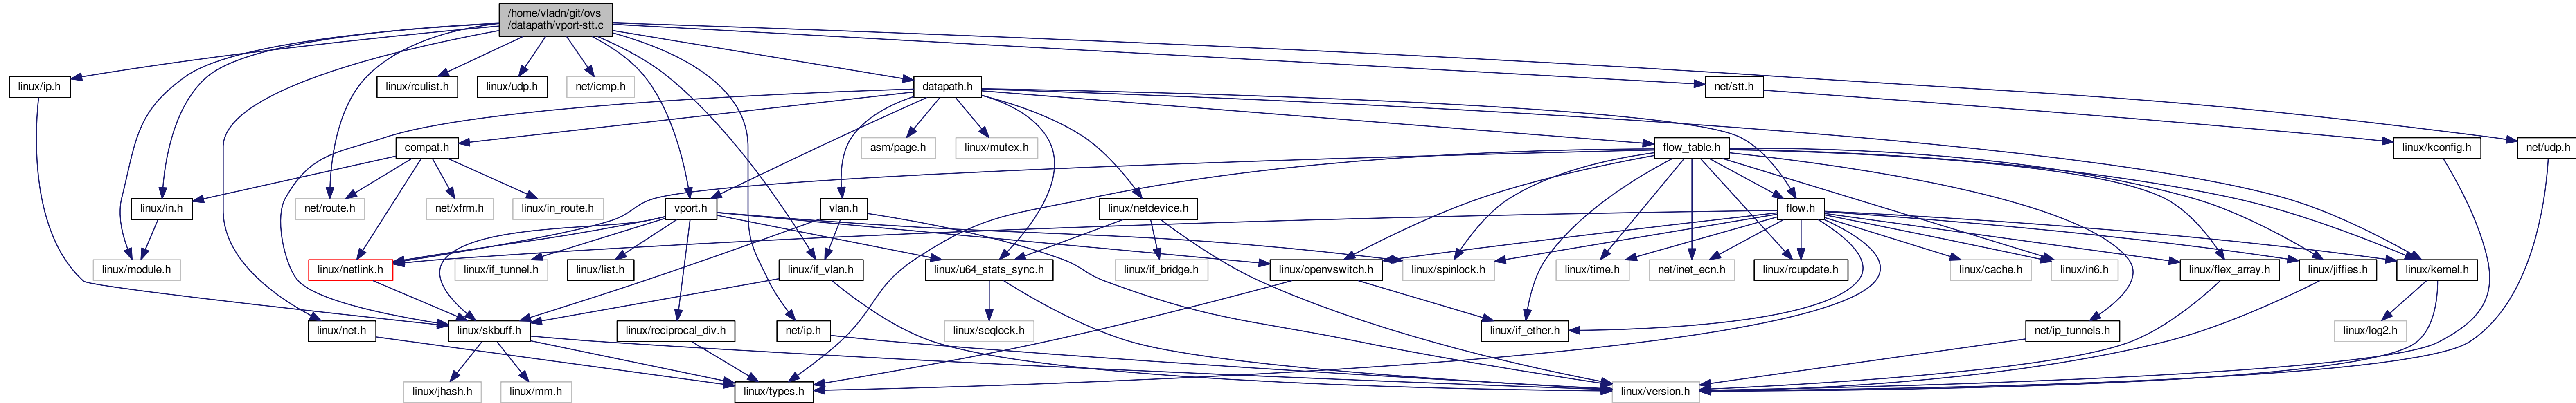 /home/vladn/git/ovs
/datapath/vport-stt.c
linux/ip.h
linux/rculist.h
linux/udp.h
net/icmp.h
datapath.h
net/stt.h
compat.h
asm/page.h
linux/mutex.h
flow_table.h
linux/kconfig.h
net/udp.h
linux/in.h
net/route.h
net/xfrm.h
linux/in_route.h
vport.h
vlan.h
linux/netdevice.h
flow.h
linux/module.h
linux/netlink.h
linux/if_tunnel.h
linux/list.h
linux/if_vlan.h
linux/u64_stats_sync.h
linux/if_bridge.h
linux/openvswitch.h
linux/spinlock.h
linux/time.h
net/inet_ecn.h
linux/rcupdate.h
linux/cache.h
linux/in6.h
linux/flex_array.h
linux/jiffies.h
linux/kernel.h
linux/net.h
linux/skbuff.h
linux/reciprocal_div.h
net/ip.h
linux/seqlock.h
linux/if_ether.h
net/ip_tunnels.h
linux/log2.h
linux/jhash.h
linux/mm.h
linux/types.h
linux/version.h